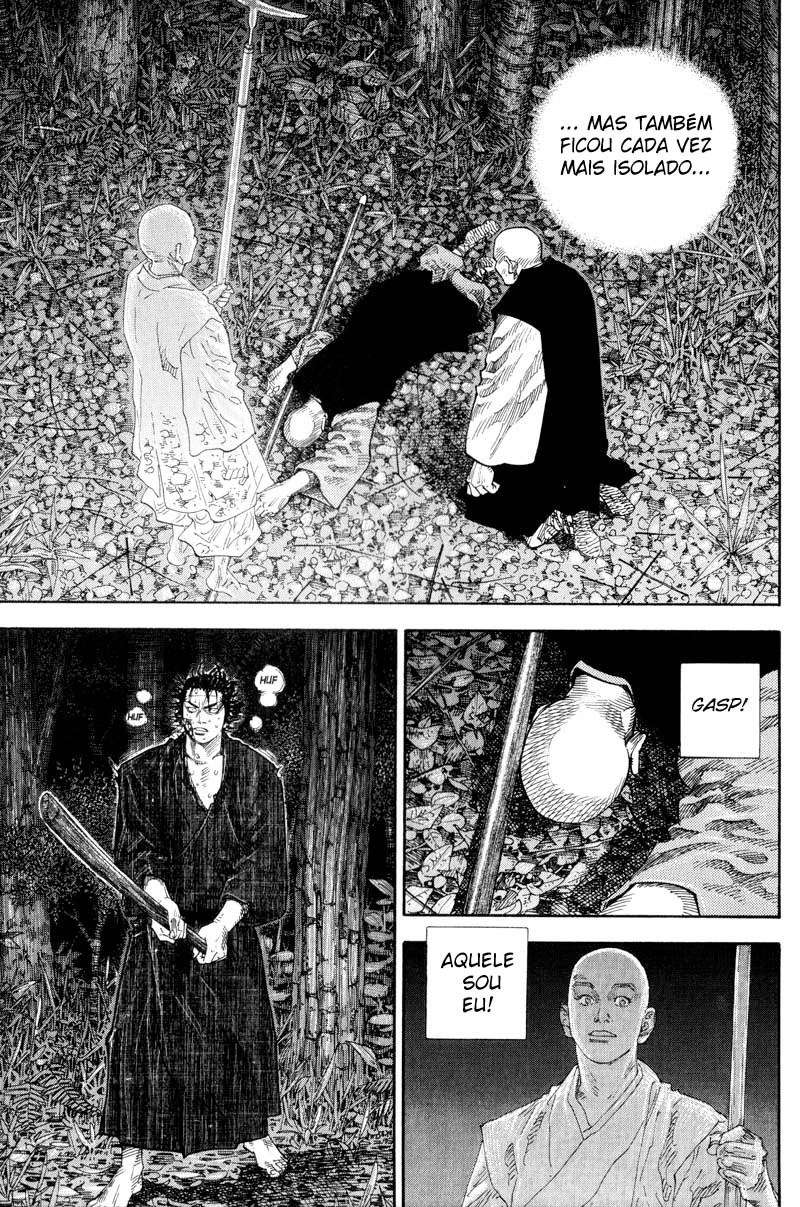 ... MAS TAMBÉM
FICOU CADA VEZ
MAIS ISOLADO...
GASP!
HUF
HUF
AQUELE
SOU
EU!